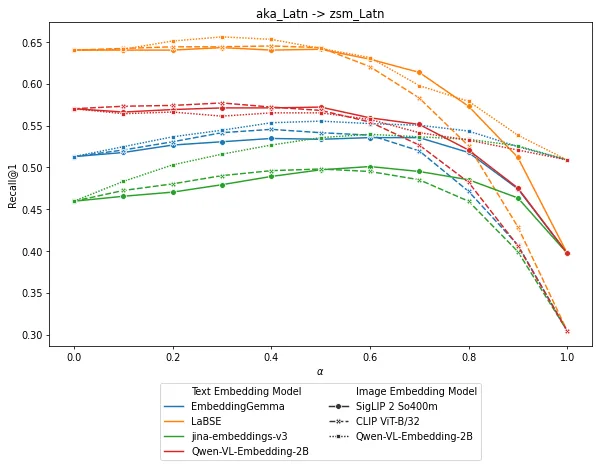 aka_Latn -> zsm_Latn
Recall@1
0.65
0.60
0.55
0.50
0.45
0.40
0.35
0.30
0.0
0.2
0.4
0.6
0.8
1.0
α
Text Embedding Model
EmbeddingGemma
LaBSE
jina-embeddings-v3
Qwen-VL-Embedding-2B
Image Embedding Model
SigLIP 2 So400m
CLIP ViT-B/32
Qwen-VL-Embedding-2B